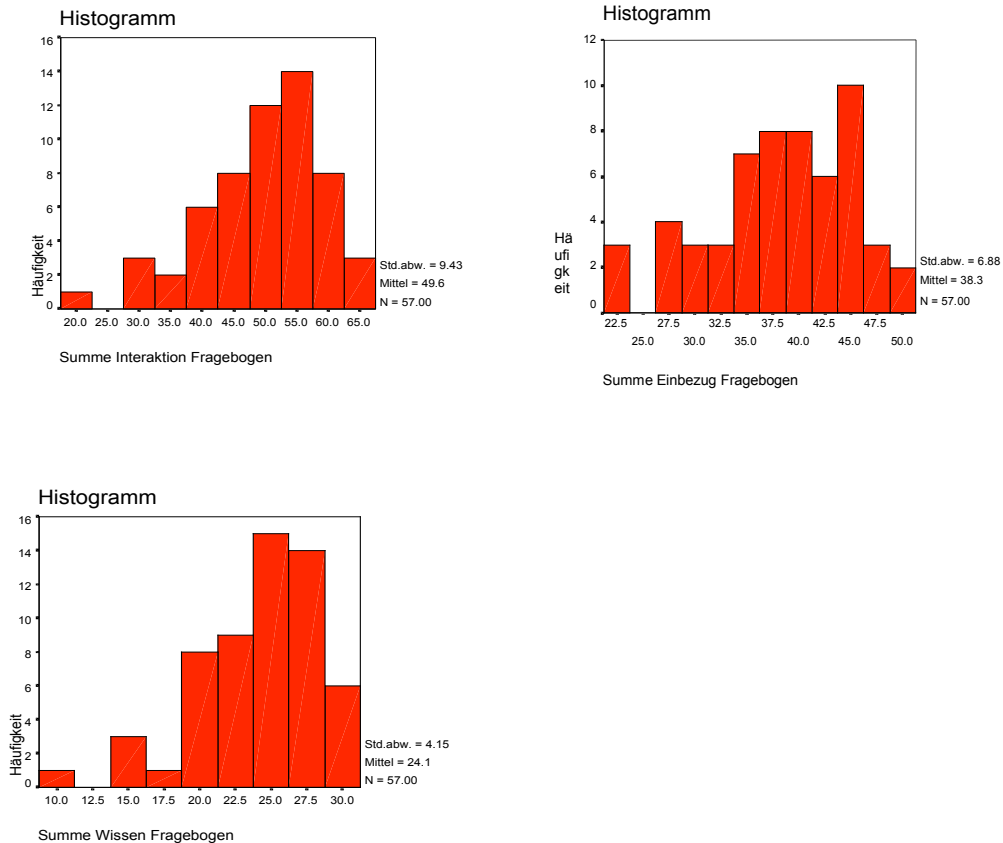 Histogramm
16
14
12
10
8
6
4
2
0
Häufigkeit
20.0 25.0 30.0 35.0 40.0 45.0 50.0 55.0 60.0 65.0
Std.abw. = 9.43
Mittel = 49.6
N = 57.00
Summe Interaktion Fragebogen
Histogramm
12
10
8
6
4
2
0
Hä
ufi
gk
eit
22.5 27.5 32.5 37.5 42.5 47.5
25.0 30.0 35.0 40.0 45.0 50.0
Std.abw. = 6.88
Mittel = 38.3
N = 57.00
Summe Einbezug Fragebogen
Histogramm
16
14
12
10
8
6
4
2
0
Häufigkeit
10.0 12.5 15.0 17.5 20.0 22.5 25.0 27.5 30.0
Std.abw. = 4.15
Mittel = 24.1
N = 57.00
Summe Wissen Fragebogen